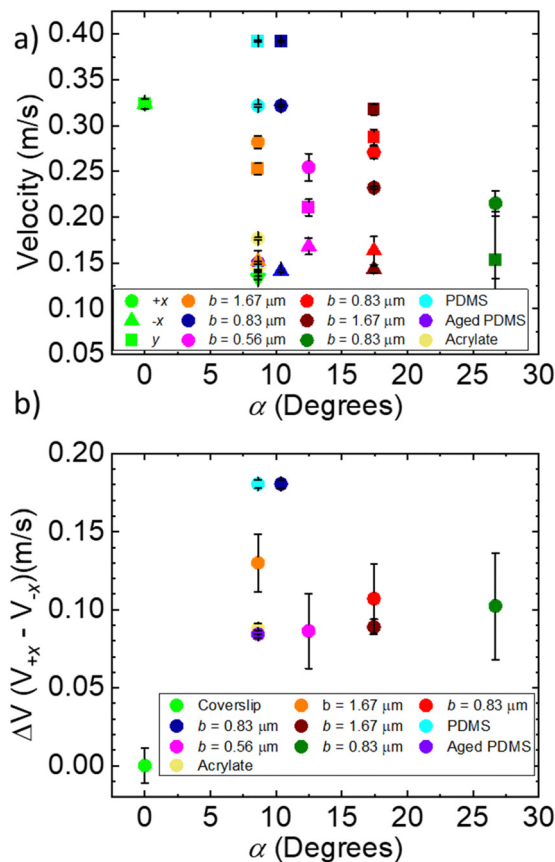 a)
0.40
0.35
0.30
0.25
0.20
0.15
0.10
0.05
Velocity (m/s)
+x b = 1.67 μm b = 0.83 μm PDMS
-x b = 0.83 μm b = 1.67 μm Aged PDMS
y b = 0.56 μm b = 0.83 μm Acrylate
0 5 10 15 20 25 30
α (Degrees)
b)
0.20
0.15
0.10
0.05
0.00
ΔV (V+x - V-x)(m/s)
Coverslip b = 1.67 μm b = 0.83 μm
b = 0.83 μm b = 1.67 μm PDMS
b = 0.56 μm b = 0.83 μm Aged PDMS
Acrylate
0 5 10 15 20 25 30
α (Degrees)